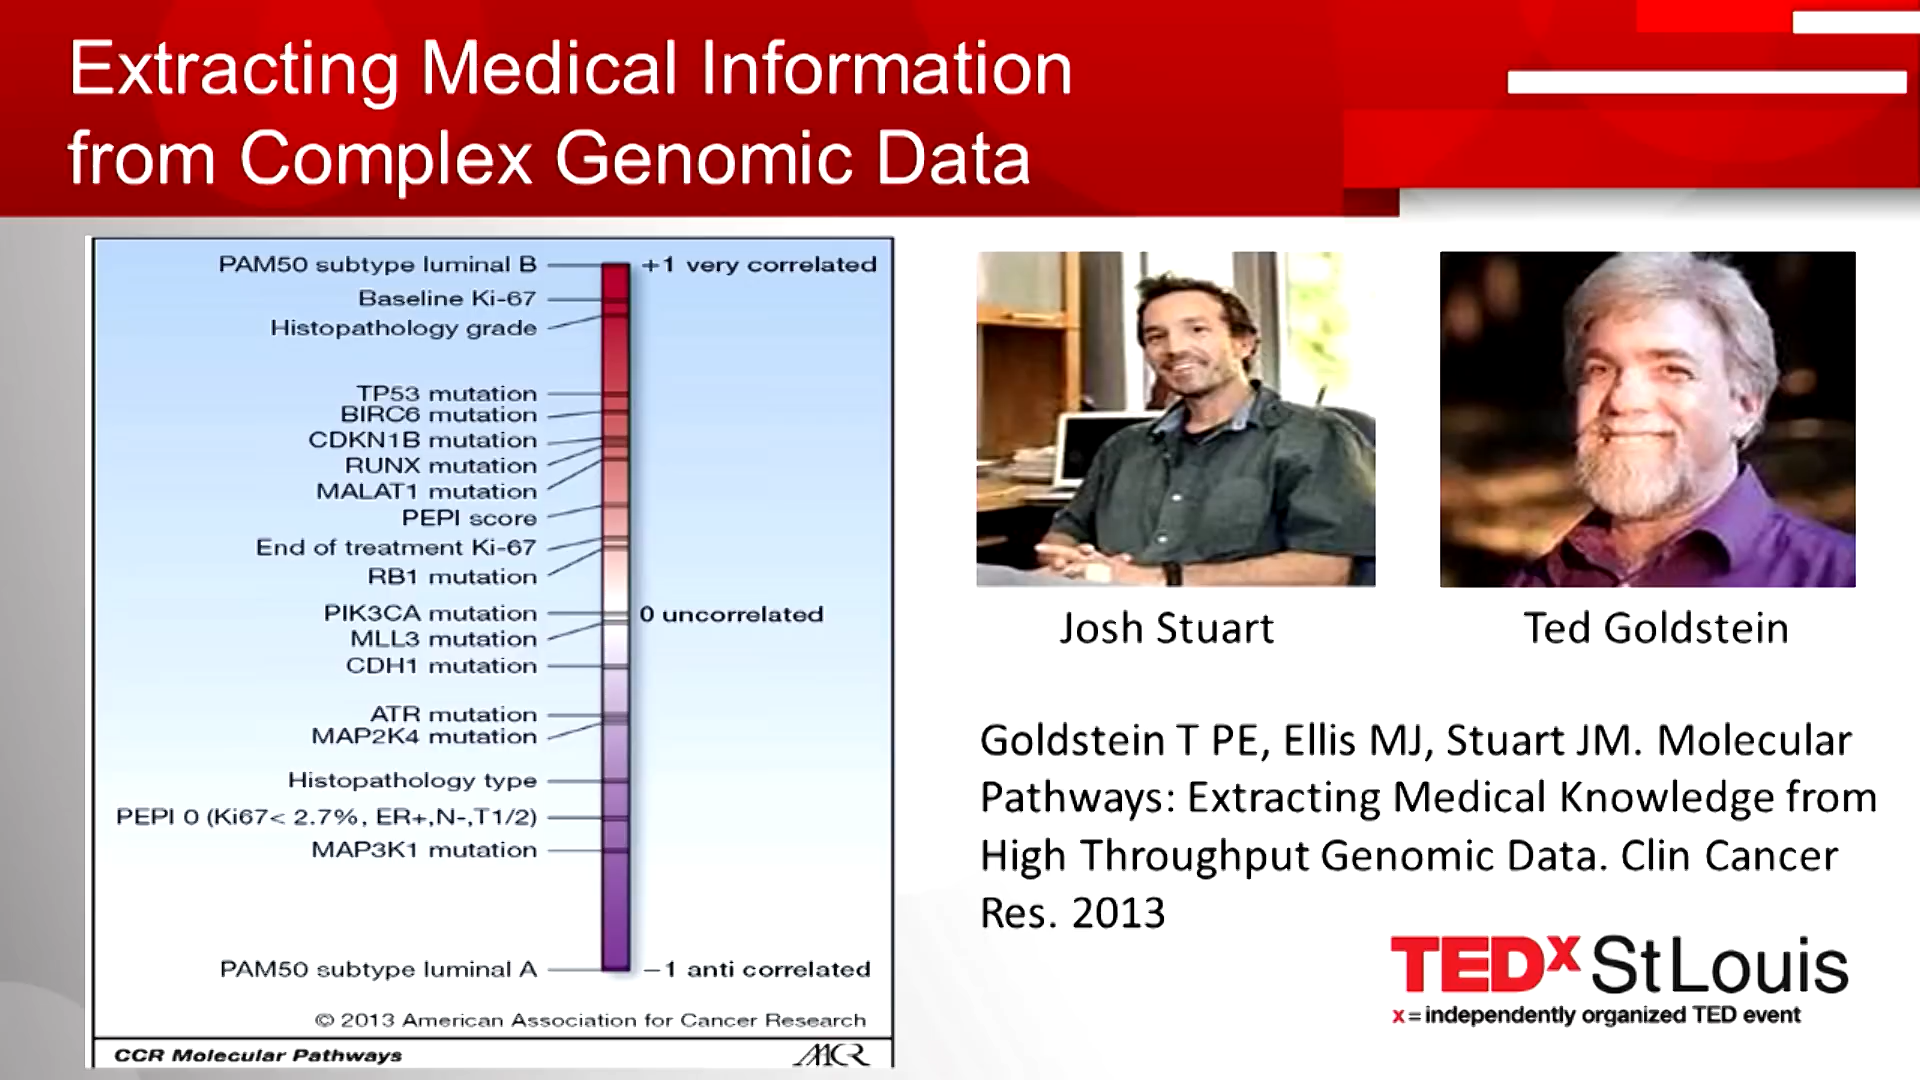 Extracting Medical Information
from Complex Genomic Data
PAM50 subtype luminal B
+1 very correlated
Baseline Ki-67
Histopathology grade
TP53 mutation
BIRC6 mutation
CDKN1B mutation
RUNX mutation
MALAT1 mutation
PEPI score
End of treatment Ki-67
RB1 mutation
PIK3CA mutation
0 uncorrelated
MLL3 mutation
CDH1 mutation
ATR mutation
MAP2K4 mutation
Histopathology type
PEPI 0 (Ki67< 2.7%, ER+,N-,T1/2)
MAP3K1 mutation
PAM50 subtype luminal A
−1 anti correlated
© 2013 American Association for Cancer Research
CCR Molecular Pathways
AACR
Josh Stuart
Ted Goldstein
Goldstein T PE, Ellis MJ, Stuart JM. Molecular
Pathways: Extracting Medical Knowledge from
High Throughput Genomic Data. Clin Cancer
Res. 2013
TEDx StLouis
x = independently organized TED event